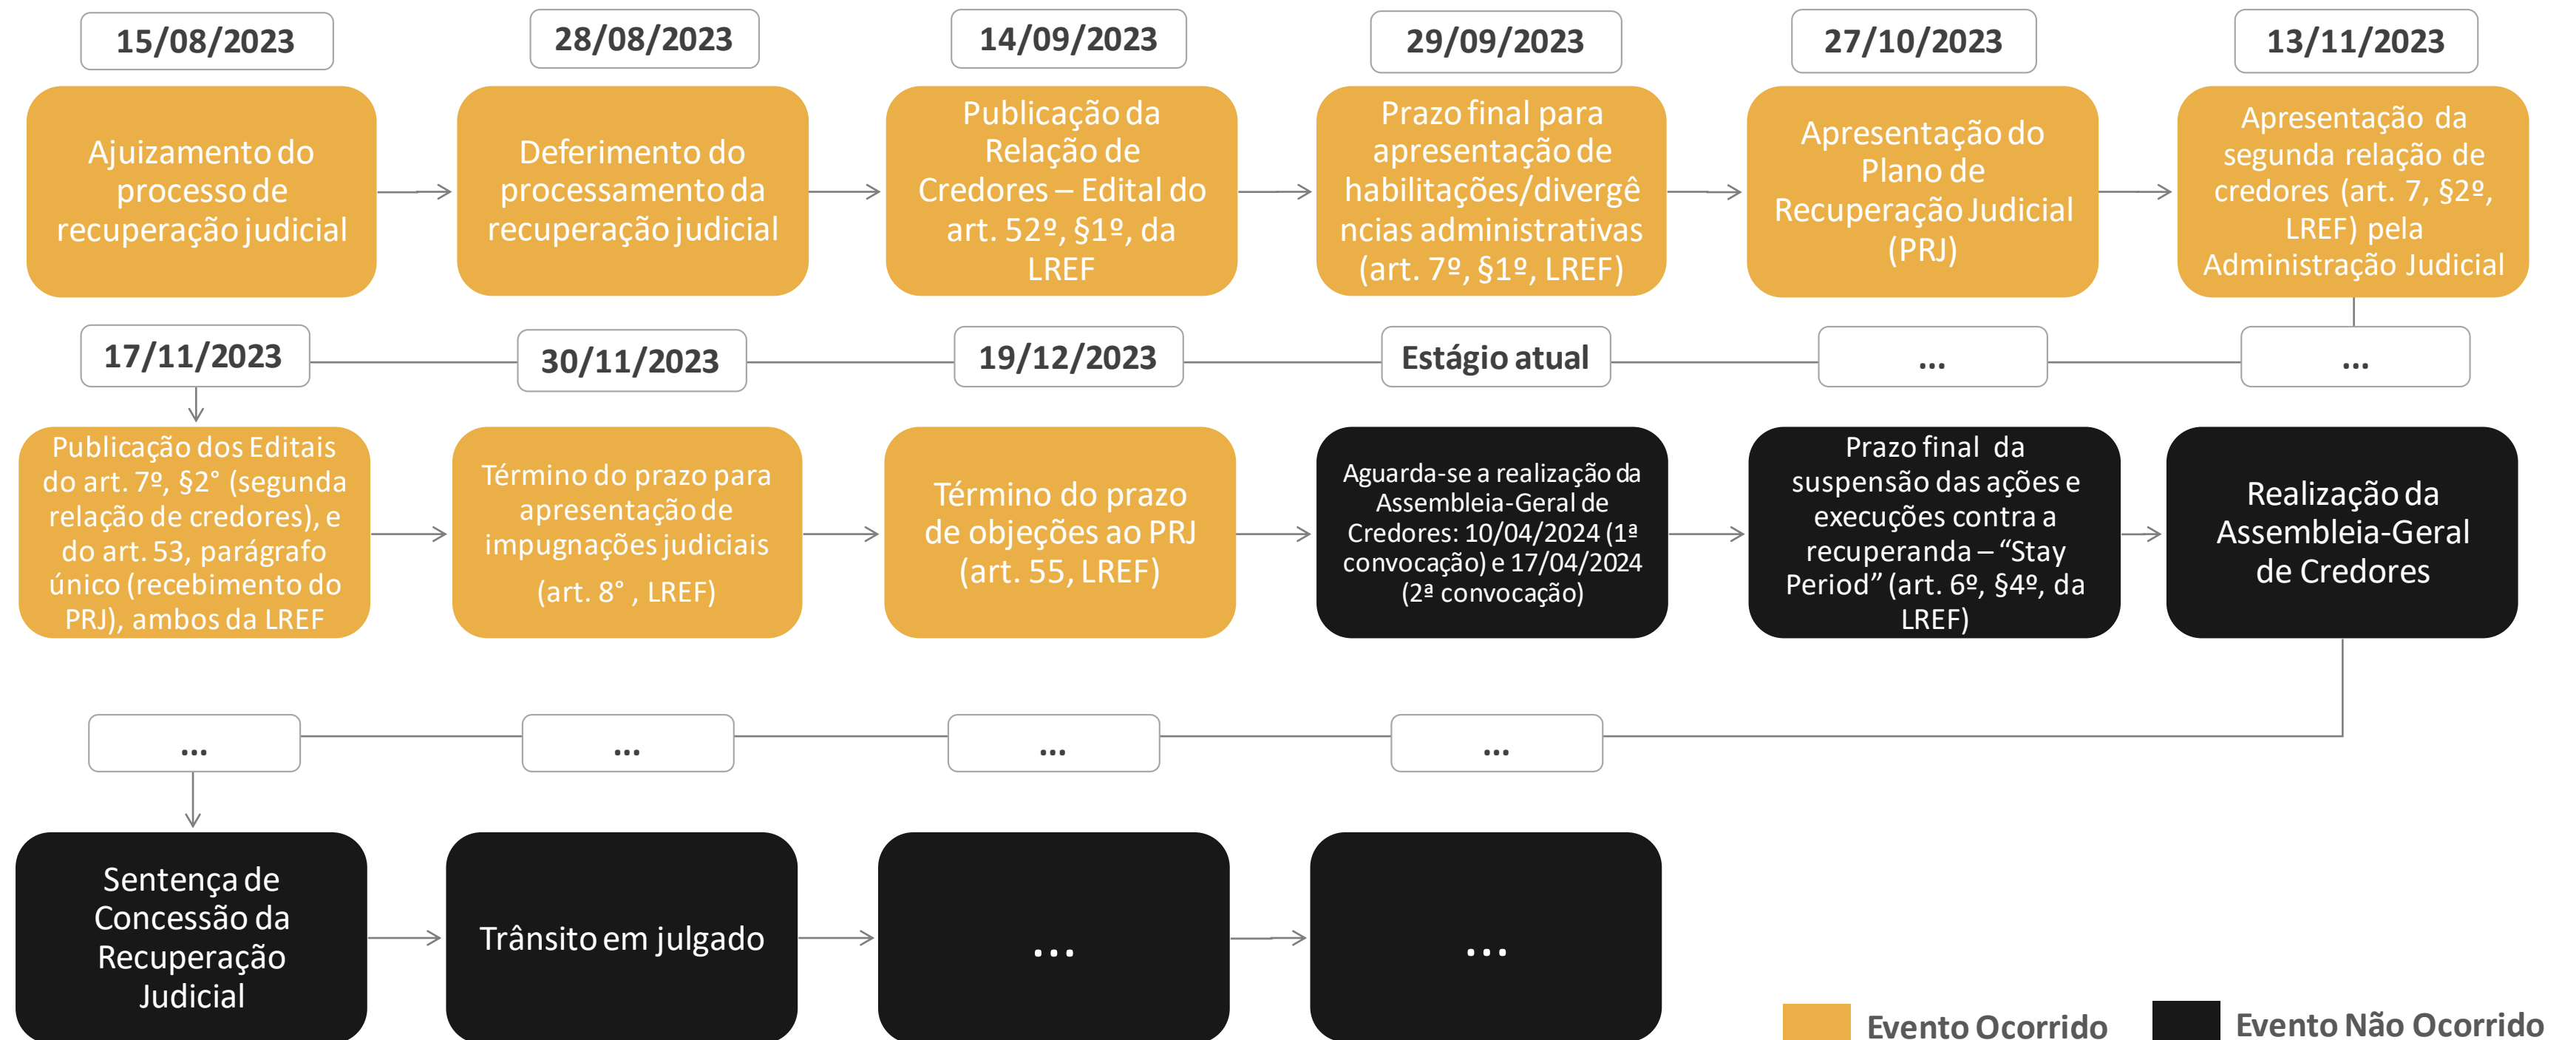 15/08/2023
Ajuizamento do
processo de
recuperação judicial
28/08/2023
Deferimento do
processamento da
recuperação judicial
14/09/2023
Publicação da
Relação de
Credores – Edital do
art. 52º, §1º, da
LREF
29/09/2023
Prazo final para
apresentação de
habilitações/divergê
ncias administrativas
(art. 7º, §1º, LREF)
27/10/2023
Apresentação do
Plano de
Recuperação Judicial
(PRJ)
13/11/2023
Apresentação da
segunda relação de
credores (art. 7, §2º,
LREF) pela
Administração Judicial
17/11/2023
Publicação dos Editais
do art. 7º, §2° (segunda
relação de credores), e
do art. 53, parágrafo
único (recebimento do
PRJ), ambos da LREF
30/11/2023
Término do prazo para
apresentação de
impugnações judiciais
(art. 8° , LREF)
19/12/2023
Término do prazo
de objeções ao PRJ
(art. 55, LREF)
Estágio atual
Aguarda-se a realização da
Assembleia-Geral de
Credores: 10/04/2024 (1ª
convocação) e 17/04/2024
(2ª convocação)
...
Prazo final da
suspensão das ações e
execuções contra a
recuperanda – “Stay
Period” (art. 6º, §4º, da
LREF)
...
Realização da
Assembleia-Geral
de Credores
...
Sentença de
Concessão da
Recuperação
Judicial
...
Trânsito em julgado
...
...
...
...
Evento Ocorrido
Evento Não Ocorrido